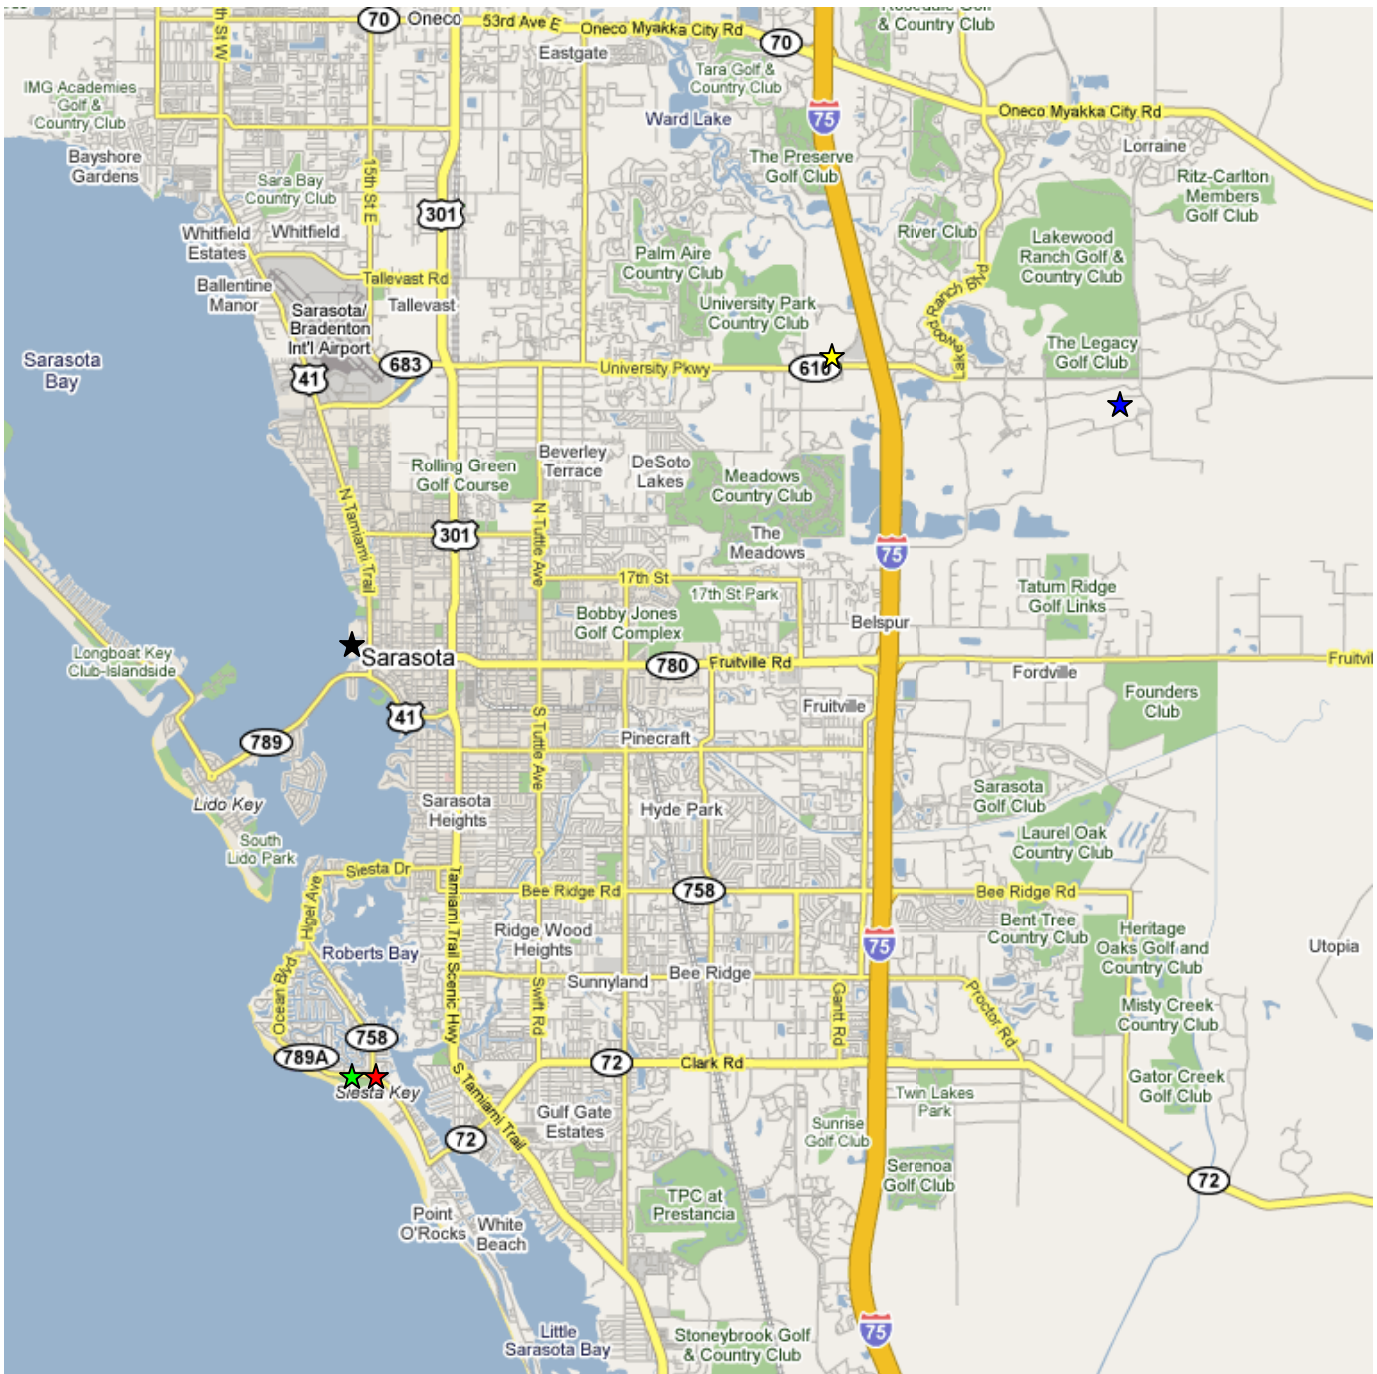 70
Oneco
53rd Ave E
Oneco Myakka City Rd
70
Rosedale Golf
& Country Club
th St W
Eastgate
Tara Golf &
Country Club
IMG Academies
Golf &
Country Club
Ward Lake
75
Oneco Myakka City Rd
Lorraine
Bayshore
Gardens
The Preserve
Golf Club
15th St E
Sara Bay
Country Club
Ritz-Carlton
Members
Golf Club
301
Whitfield
Estates
Whitfield
River Club
Lakewood
Ranch Golf &
Country Club
Palm Aire
Country Club
Tallevast Rd
Tallevast
Ballentine
Manor
Lakewood Ranch Blvd
University Park
Country Club
Sarasota/
Bradenton
Int'l Airport
The Legacy
Golf Club
Sarasota
Bay
683
41
University Pkwy
610
Rolling Green
Golf Course
Beverley
Terrace
DeSoto
Lakes
Meadows
Country Club
N Tamiami Trail
N Tuttle Ave
301
The
Meadows
75
17th St
17th St Park
Tatum Ridge
Golf Links
Bobby Jones
Golf Complex
Belspur
Longboat Key
Club-Islandside
Sarasota
780
Fruitville Rd
Fordville
Fruitvil
Founders
Club
41
S Tuttle Ave
Fruitville
789
Pinecraft
Lido Key
Sarasota
Heights
Hyde Park
Sarasota
Golf Club
South
Lido Park
Laurel Oak
Country Club
Siesta Dr
Bee Ridge Rd
758
Bee Ridge Rd
Higel Ave
Tamiami Trail Scenic Hwy
Ridge Wood
Heights
Bent Tree
Country Club
Heritage
Oaks Golf and
Country Club
Utopia
75
Roberts Bay
Ocean Blvd
Sunnyland
Bee Ridge
Swift Rd
Gantt Rd
Proctor Rd
Misty Creek
Country Club
758
789A
72
Clark Rd
Siesta Key
S Tamiami Trail
Twin Lakes
Park
Gator Creek
Golf Club
Gulf Gate
Estates
Sunrise
Golf Club
72
Serenoa
Golf Club
72
TPC at
Prestancia
Point
O'Rocks
White
Beach
Little
Sarasota Bay
Stoneybrook Golf
& Country Club
75